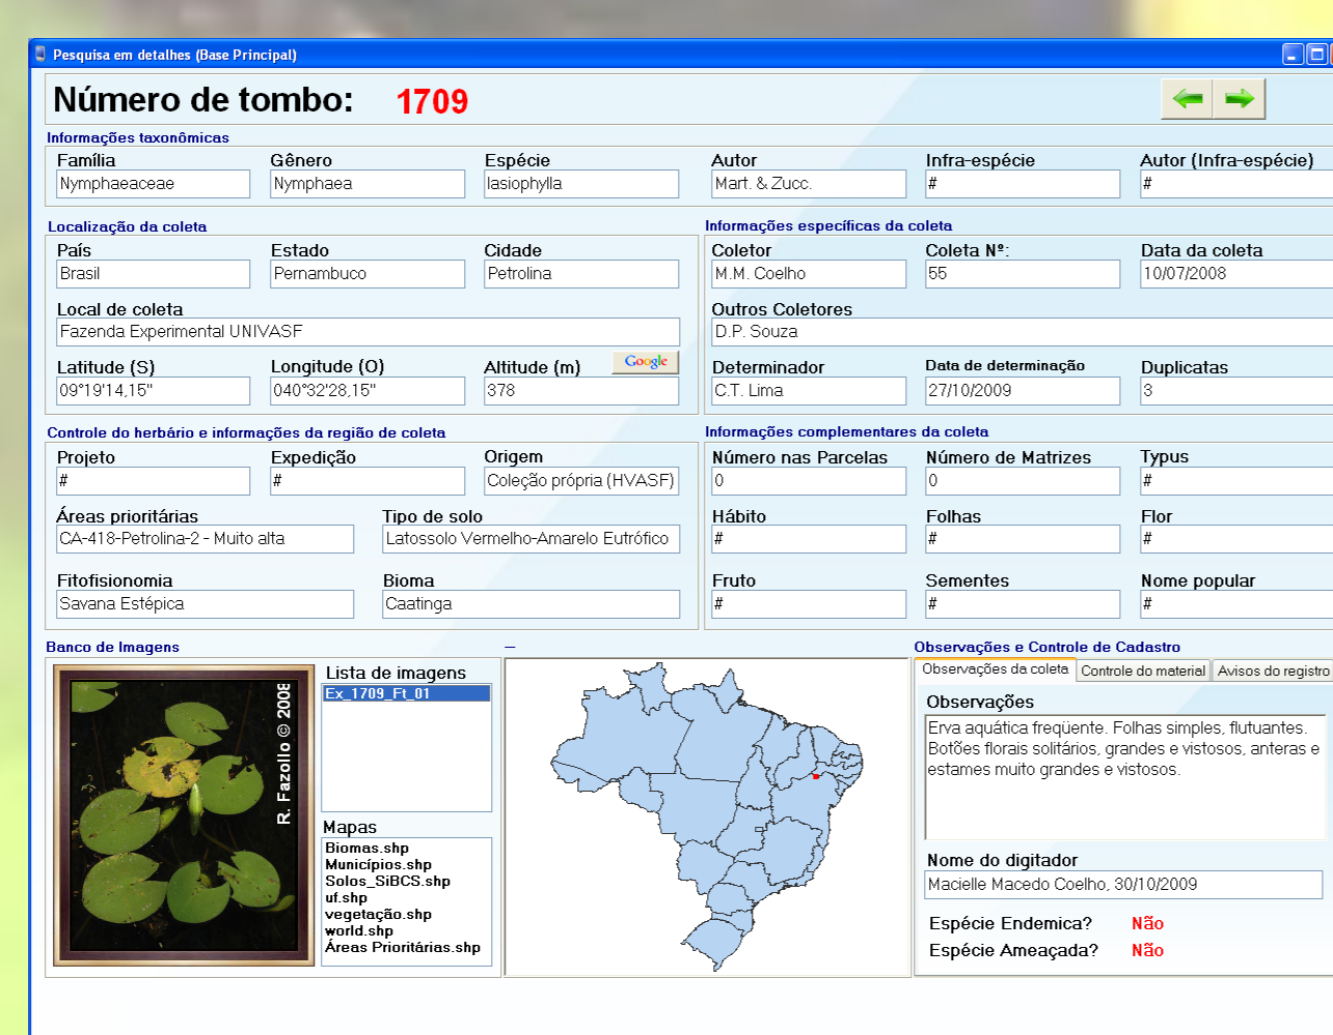 Pesquisa em detalhes (Base Principal)
Número de tombo: 1709
Informações taxonômicas
Família Gênero Espécie Autor Infra-espécie Autor (Infra-espécie)
Nymphaeaceae Nymphaea lasiophylla Mart. & Zucc. # #
Localização da coleta Informações específicas da coleta
País Estado Cidade Coletor Coleta Nº: Data da coleta
Brasil Pernambuco Petrolina M.M. Coelho 55 10/07/2008
Local de coleta Outros Coletores
Fazenda Experimental UNIVASF D.P. Souza
Latitude (S) Longitude (O) Altitude (m) Google Determinador Data de determinação Duplicatas
09°19'14,15" 040°32'28,15" 378 C.T. Lima 27/10/2009 3
Controle do herbário e informações da região de coleta Informações complementares da coleta
Projeto Expedição Origem Número nas Parcelas Número de Matrizes Typus
# # Coleção própria (HVASF) 0 0 #
Áreas prioritárias Tipo de solo Hábito Folhas Flor
CA-418-Petrolina-2 - Muito alta Latossolo Vermelho-Amarelo Eutrófico # # #
Fitofisionomia Bioma Fruto Sementes Nome popular
Savana Estépica Caatinga # # #
Banco de Imagens – Observações e Controle de Cadastro
R. Fazollo © 2008
Lista de imagens
Ex_1709_Ft_01
Mapas
Biomas.shp
Municípios.shp
Solos_SiBCS.shp
uf.shp
vegetação.shp
world.shp
Áreas Prioritárias.shp
Observações da coleta Controle do material Avisos do registro
Observações
Erva aquática freqüente. Folhas simples, flutuantes.
Botões florais solitários, grandes e vistosos, anteras e
estames muito grandes e vistosos.
Nome do digitador
Macielle Macedo Coelho, 30/10/2009
Espécie Endemica? Não
Espécie Ameaçada? Não